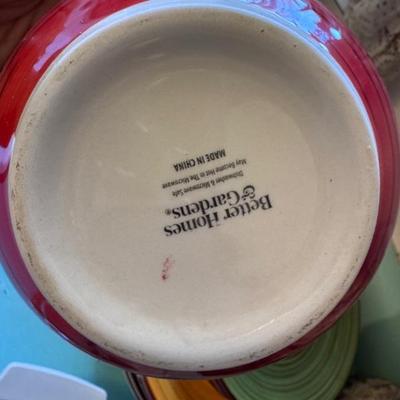 Better Homes
& Gardens®
Dishwasher & Microwave Safe
May Become Hot In The Microwave
MADE IN CHINA